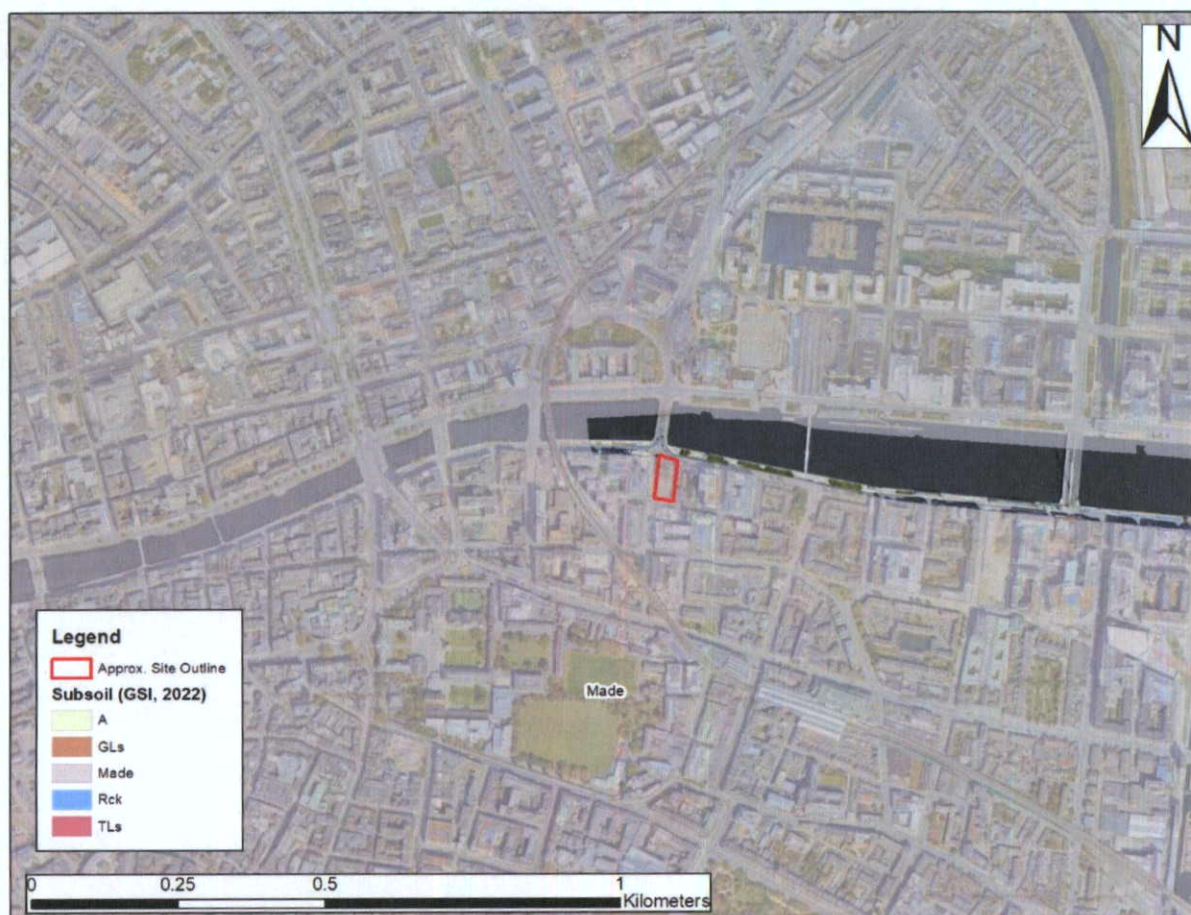 N
Made
Legend
Approx. Site Outline
Subsoil (GSI, 2022)
A
GLs
Made
Rck
TLs
0 0.25 0.5 1
Kilometers